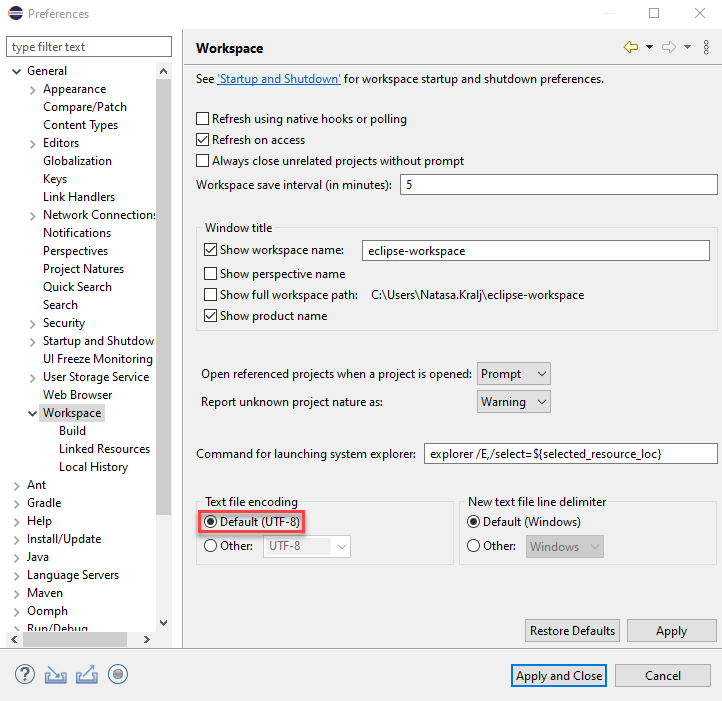 Preferences
type filter text
General
Appearance
Compare/Patch
Content Types
Editors
Globalization
Keys
Link Handlers
Network Connections
Notifications
Perspectives
Project Natures
Quick Search
Search
Security
Startup and Shutdow
UI Freeze Monitoring
User Storage Service
Web Browser
Workspace
Build
Linked Resources
Local History
Ant
Gradle
Help
Install/Update
Java
Language Servers
Maven
Oomph
Run/Debug
Workspace
See 'Startup and Shutdown' for workspace startup and shutdown preferences.
Refresh using native hooks or polling
Refresh on access
Always close unrelated projects without prompt
Workspace save interval (in minutes): 5
Window title
Show workspace name: eclipse-workspace
Show perspective name
Show full workspace path: C:\Users\Natasa.Kralj\eclipse-workspace
Show product name
Open referenced projects when a project is opened: Prompt
Report unknown project nature as: Warning
Command for launching system explorer: explorer /E,/select=${selected_resource_loc}
Text file encoding
Default (UTF-8)
Other: UTF-8
New text file line delimiter
Default (Windows)
Other: Windows
Restore Defaults Apply
Apply and Close Cancel